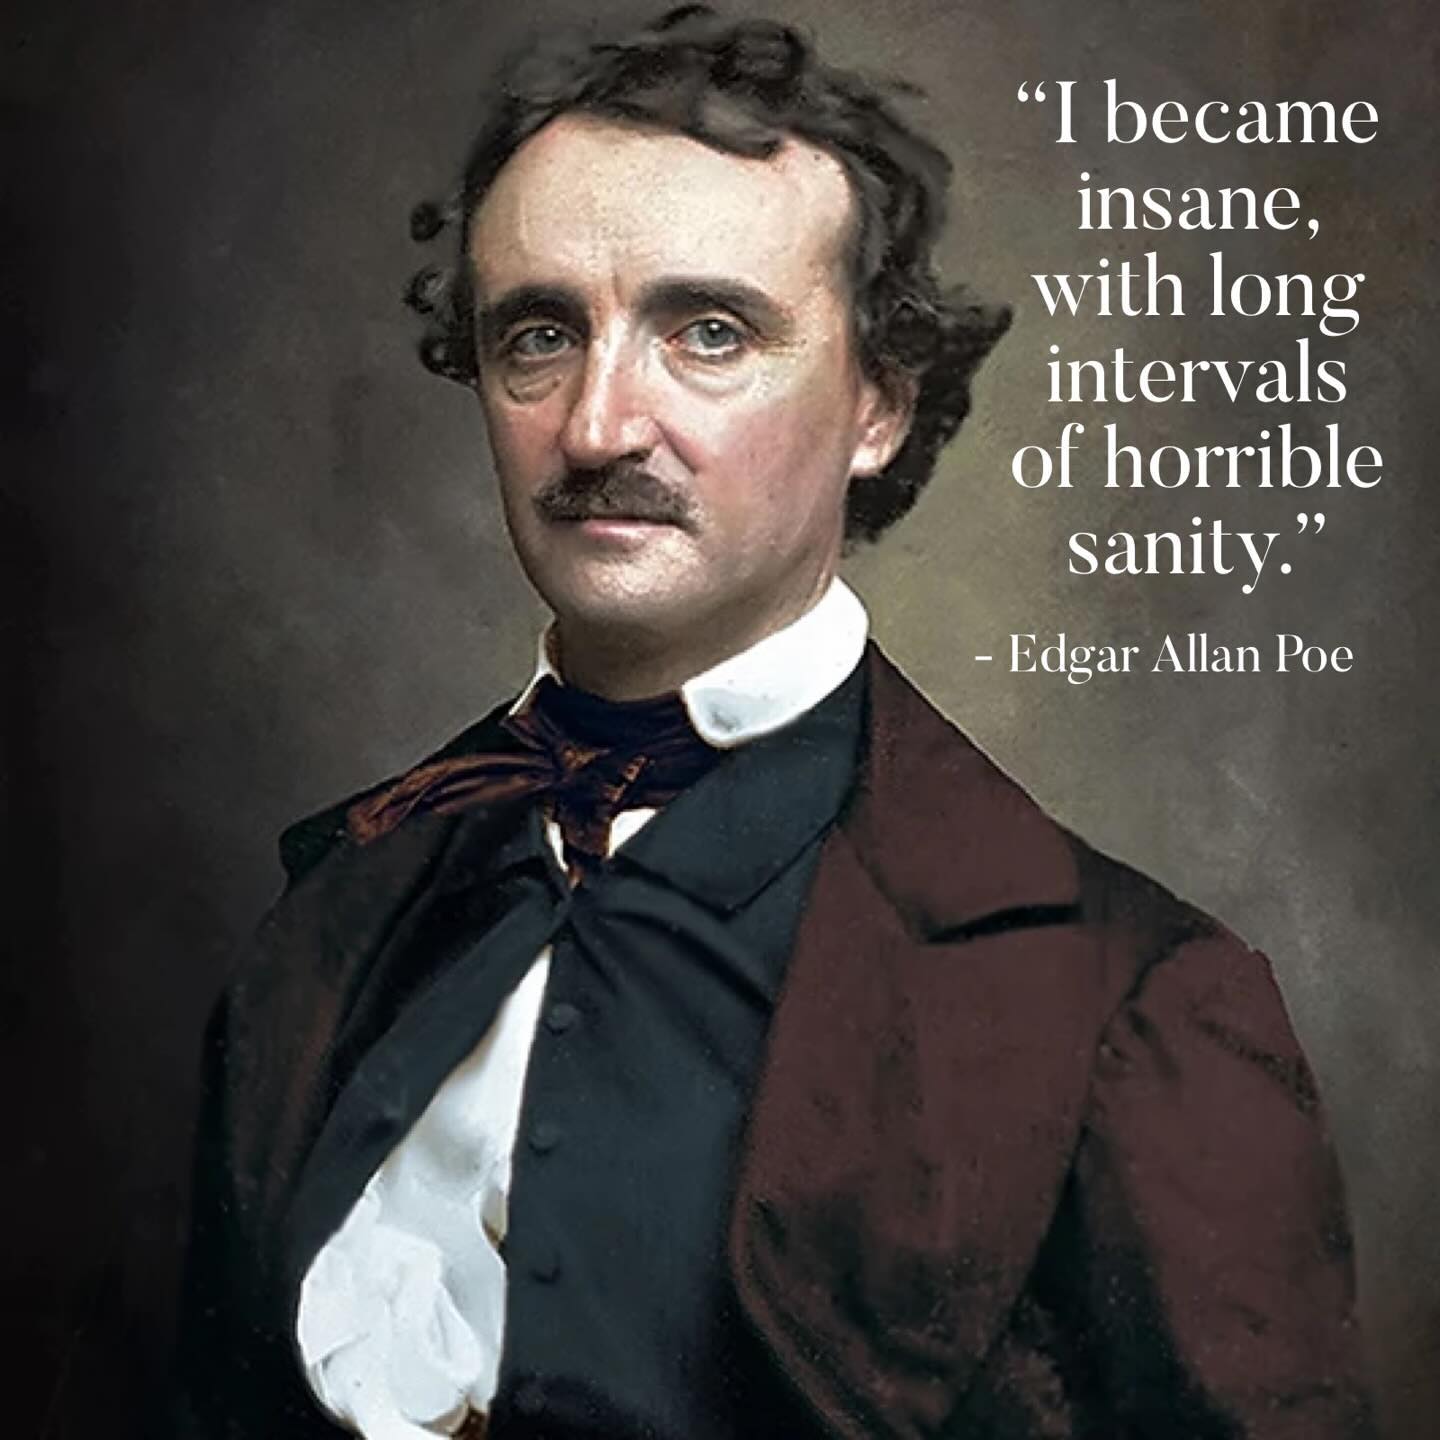 “I became
insane,
with long
intervals
of horrible
sanity.”
- Edgar Allan Poe